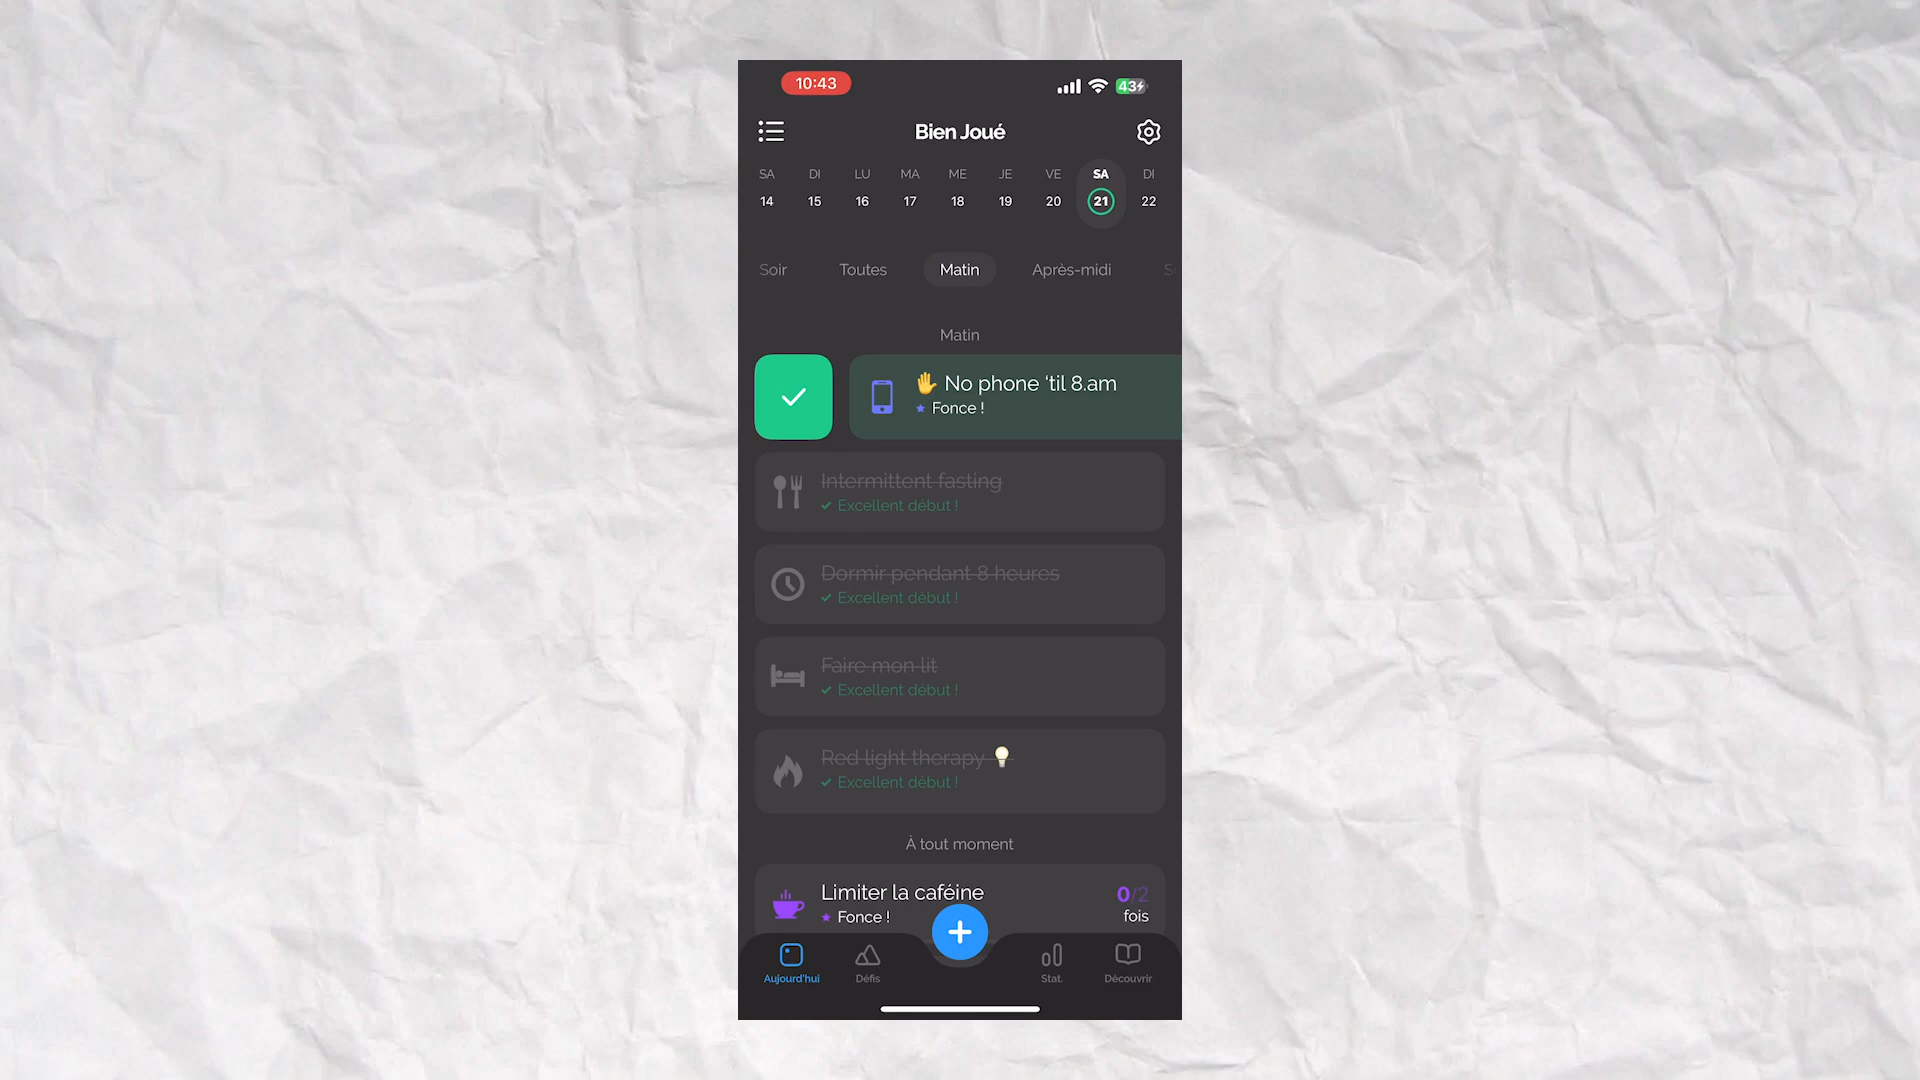 10:43
43
Bien Joué
SA DI LU MA ME JE VE SA DI
14 15 16 17 18 19 20 21 22
Soir Toutes Matin Après-midi
Matin
✋ No phone ‘til 8.am
Fonce !
Intermittent fasting
Excellent début !
Dormir pendant 8 heures
Excellent début !
Faire mon lit
Excellent début !
Red light therapy 💡
Excellent début !
À tout moment
Limiter la caféine 0/2
Fonce ! fois
Aujourd'hui Défis Stat. Découvrir